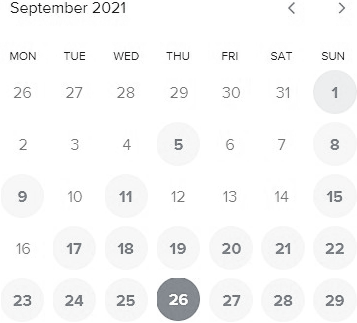 September 2021
MON TUE WED THU FRI SAT SUN
26 27 28 29 30 31 1
2 3 4 5 6 7 8
9 10 11 12 13 14 15
16 17 18 19 20 21 22
23 24 25 26 27 28 29